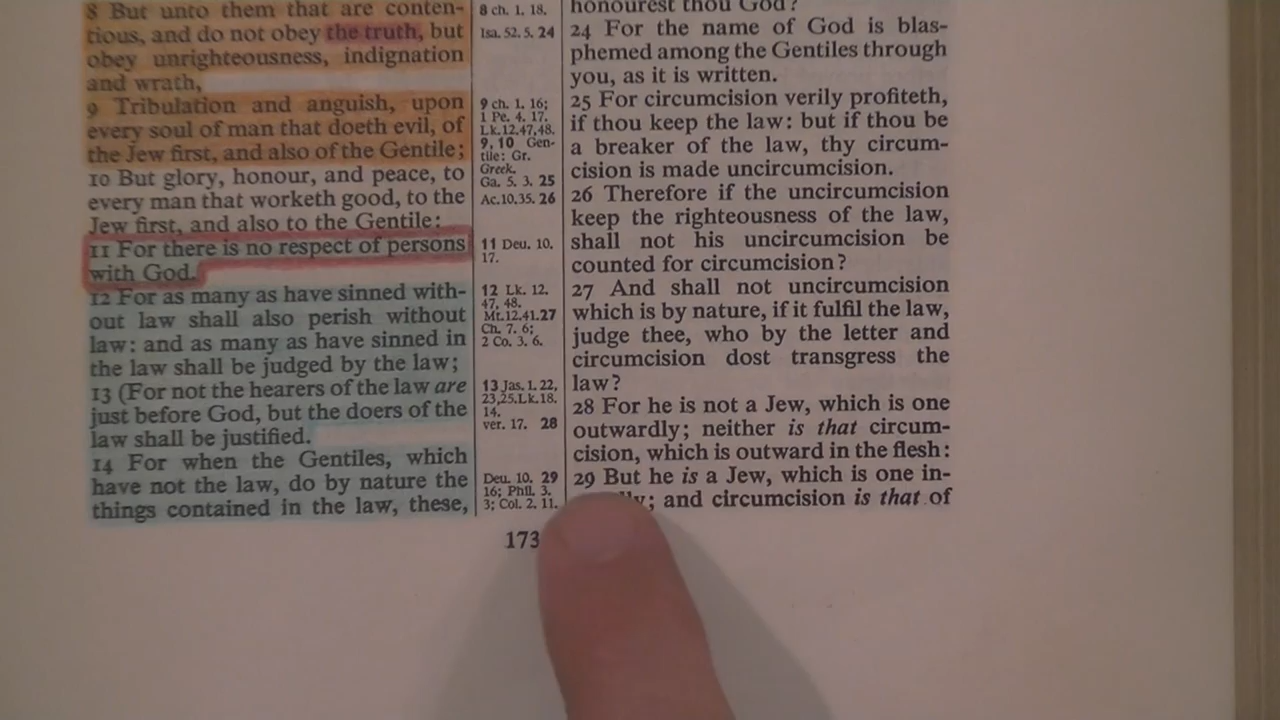 8 But unto them that are conten-
tious, and do not obey the truth, but
obey unrighteousness, indignation
and wrath,
9 Tribulation and anguish, upon
every soul of man that doeth evil, of
the Jew first, and also of the Gentile;
10 But glory, honour, and peace, to
every man that worketh good, to the
Jew first, and also to the Gentile:
11 For there is no respect of persons
with God.
12 For as many as have sinned with-
out law shall also perish without
law: and as many as have sinned in
the law shall be judged by the law;
13 (For not the hearers of the law are
just before God, but the doers of the
law shall be justified.
14 For when the Gentiles, which
have not the law, do by nature the
things contained in the law, these,
8 ch. 1. 18.
Isa. 52. 5. 24
9 ch. 1. 16;
1 Pe. 4. 17.
Lk.12.47,48.
9, 10 Gen-
tile: Gr.
Greek.
Ga. 5. 3. 25
Ac.10.35. 26
11 Deu. 10.
17.
12 Lk. 12.
47, 48.
Mt.12.41.27
Ch. 7. 6;
2 Co. 3. 6.
13 Jas. 1. 22,
23,25.Lk.18.
14.
ver. 17. 28
Deu. 10. 29
16; Phil. 3.
3; Col. 2. 11.
honourest thou God?
24 For the name of God is blas-
phemed among the Gentiles through
you, as it is written.
25 For circumcision verily profiteth,
if thou keep the law: but if thou be
a breaker of the law, thy circum-
cision is made uncircumcision.
26 Therefore if the uncircumcision
keep the righteousness of the law,
shall not his uncircumcision be
counted for circumcision?
27 And shall not uncircumcision
which is by nature, if it fulfil the law,
judge thee, who by the letter and
circumcision dost transgress the
law?
28 For he is not a Jew, which is one
outwardly; neither is that circum-
cision, which is outward in the flesh:
29 But he is a Jew, which is one in-
and circumcision is that of
173